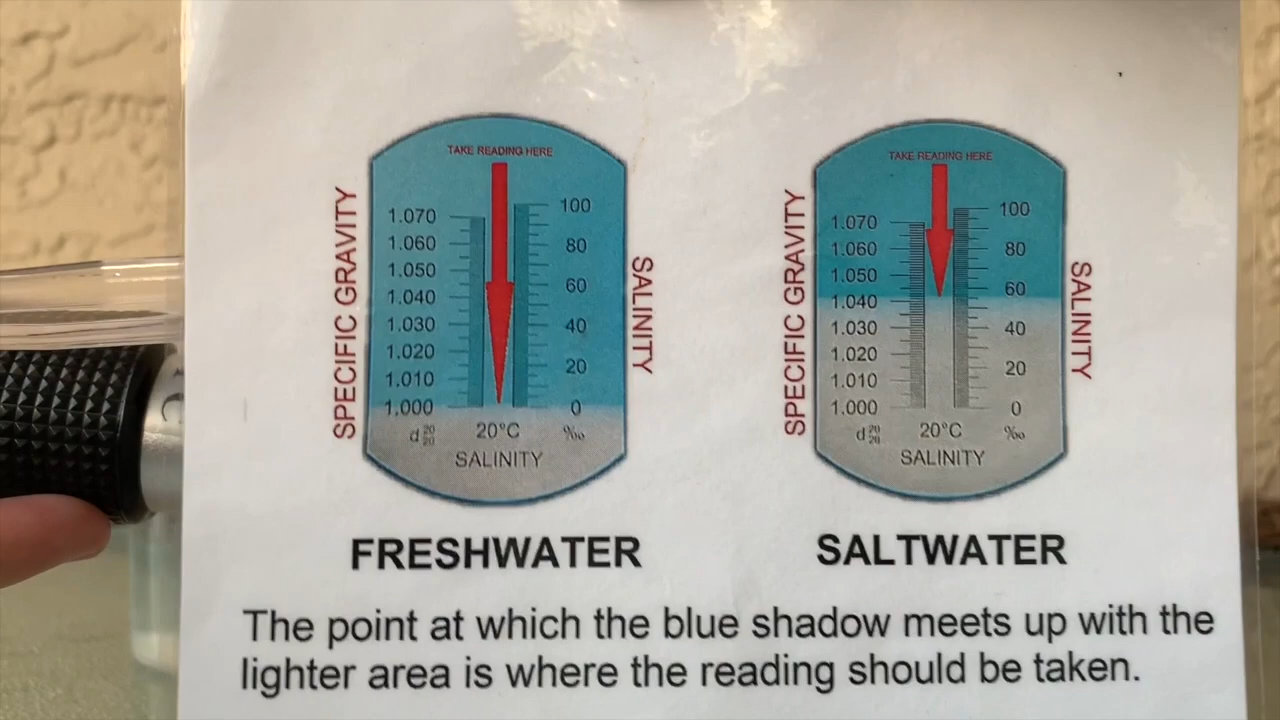 TAKE READING HERE
SPECIFIC GRAVITY
1.070
1.060
1.050
1.040
1.030
1.020
1.010
1.000
100
80
60
40
20
0
SALINITY
d 20/20 20°C ‰
SALINITY
FRESHWATER
TAKE READING HERE
SPECIFIC GRAVITY
1.070
1.060
1.050
1.040
1.030
1.020
1.010
1.000
100
80
60
40
20
0
SALINITY
d 20/20 20°C ‰
SALINITY
SALTWATER
The point at which the blue shadow meets up with the
lighter area is where the reading should be taken.